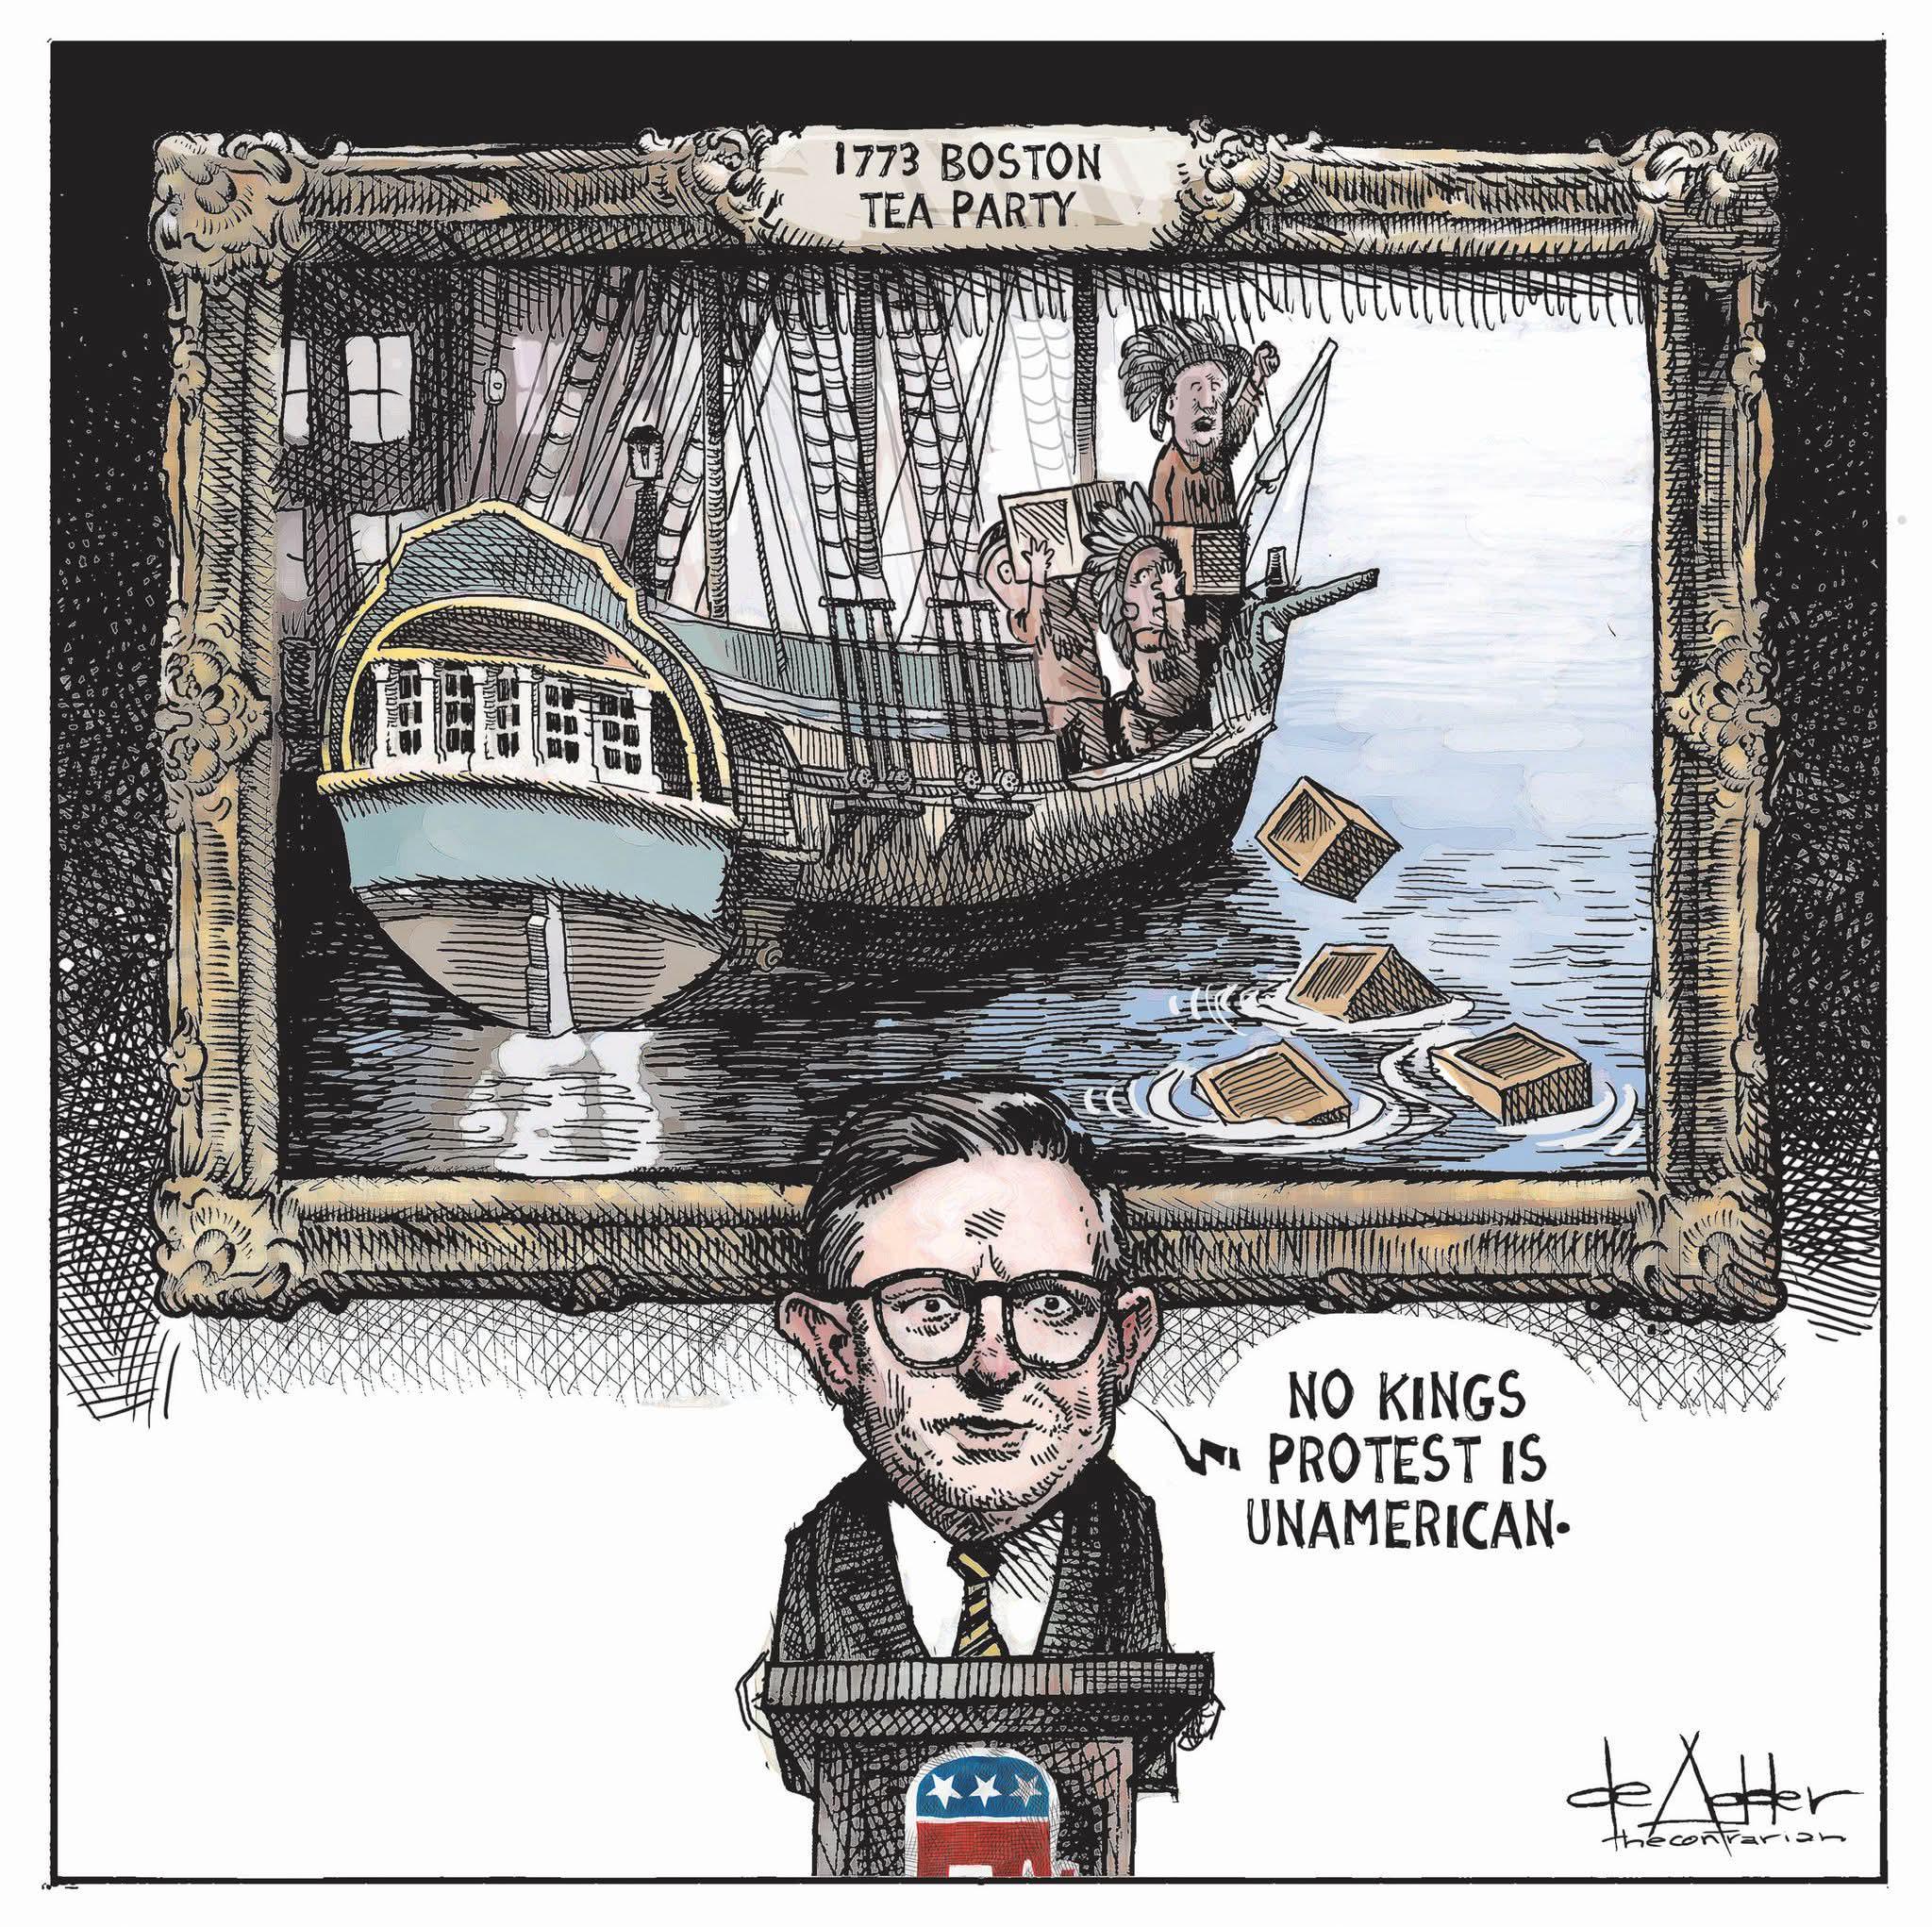 1773 BOSTON
TEA PARTY
NO KINGS
PROTEST IS
UNAMERICAN.
deAdder
thecontrarian